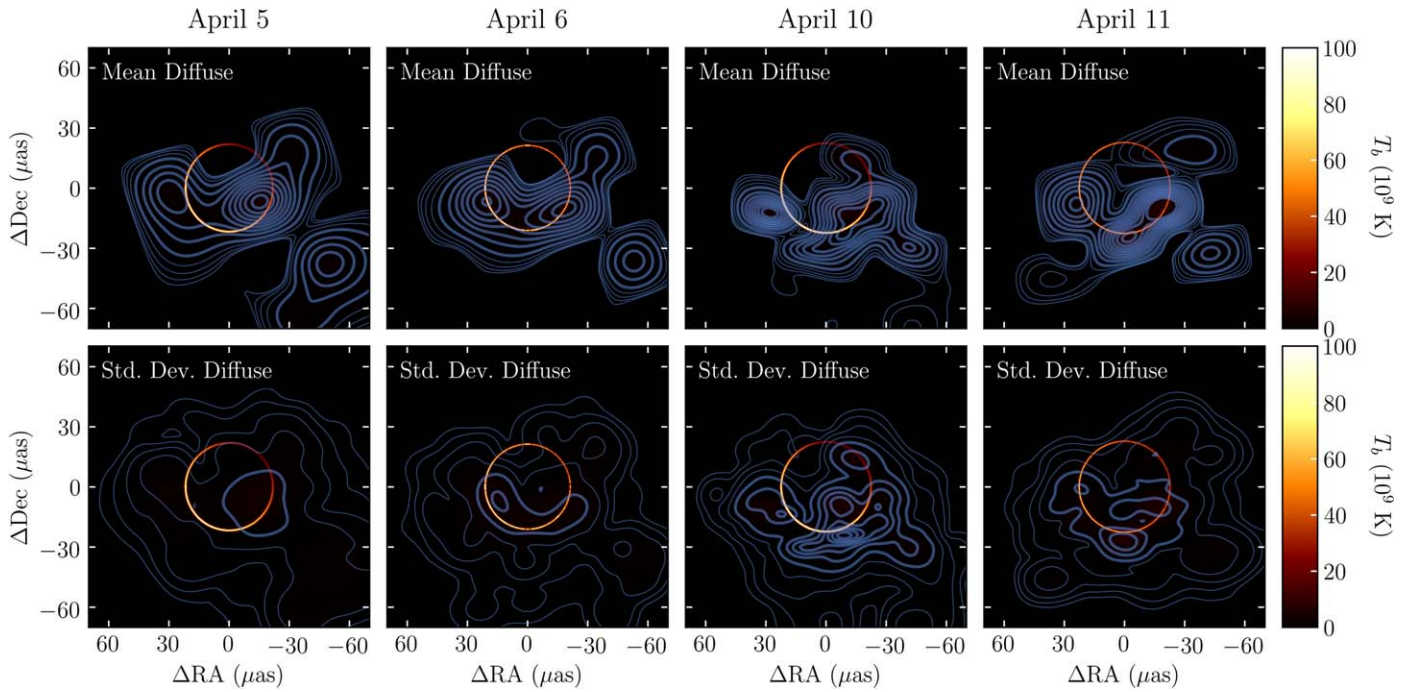 April 5 April 6 April 10 April 11
Mean Diffuse Mean Diffuse Mean Diffuse Mean Diffuse
60
30
0
−30
−60
ΔDec (μas)
100
80
60
40
20
0
T_b (10⁹ K)
Std. Dev. Diffuse Std. Dev. Diffuse Std. Dev. Diffuse Std. Dev. Diffuse
60
30
0
−30
−60
ΔDec (μas)
100
80
60
40
20
0
T_b (10⁹ K)
60 30 0 −30 −60 60 30 0 −30 −60 60 30 0 −30 −60 60 30 0 −30 −60
ΔRA (μas) ΔRA (μas) ΔRA (μas) ΔRA (μas)